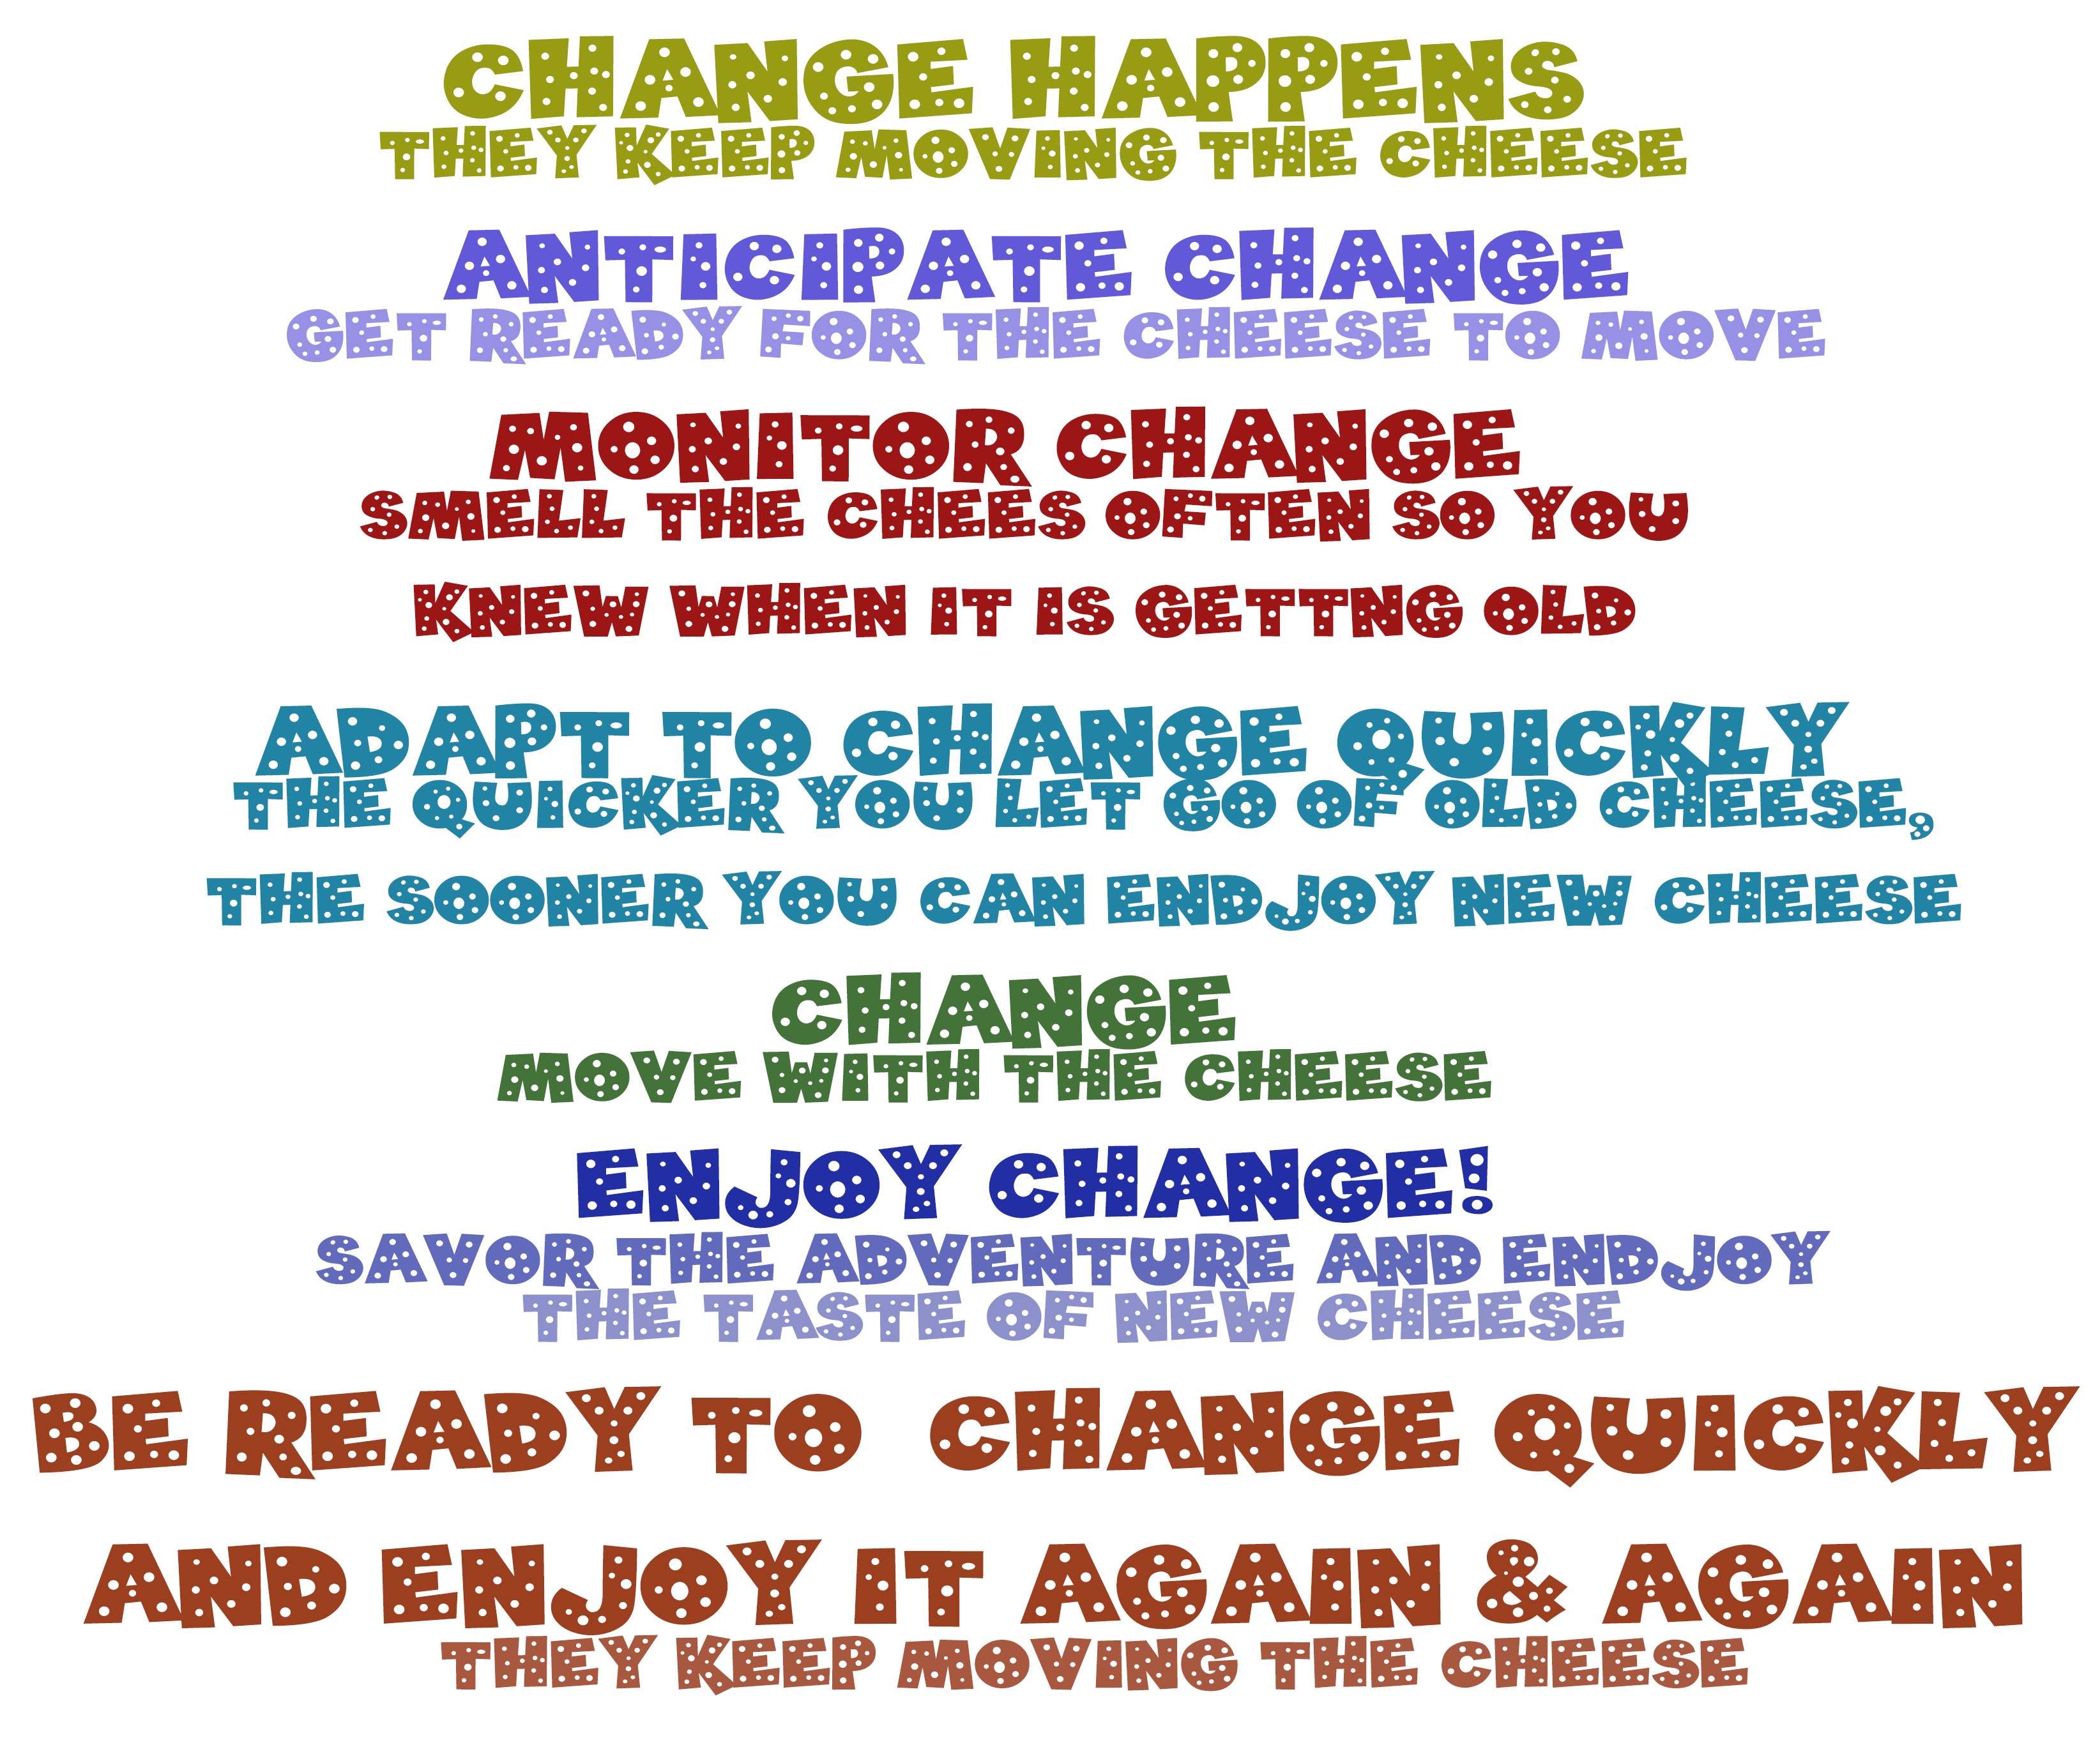 CHANGE HAPPENS
THEY KEEP MOVING THE CHEESE
ANTICIPATE CHANGE
GET READY FOR THE CHEESE TO MOVE
MONITOR CHANGE
SMELL THE CHEES OFTEN SO YOU
KNEW WHEN IT IS GETTNG OLD
ADAPT TO CHANGE QUICKLY
THE QUICKER YOU LET GO OF OLD CHEESE,
THE SOONER YOU CAN ENDJOY NEW CHEESE
CHANGE
MOVE WITH THE CHEESE
ENJOY CHANGE!
SAVOR THE ADVENTURE AND ENDJOY
THE TASTE OF NEW CHEESE
BE READY TO CHANGE QUICKLY
AND ENJOY IT AGAIN & AGAIN
THEY KEEP MOVING THE CHEESE